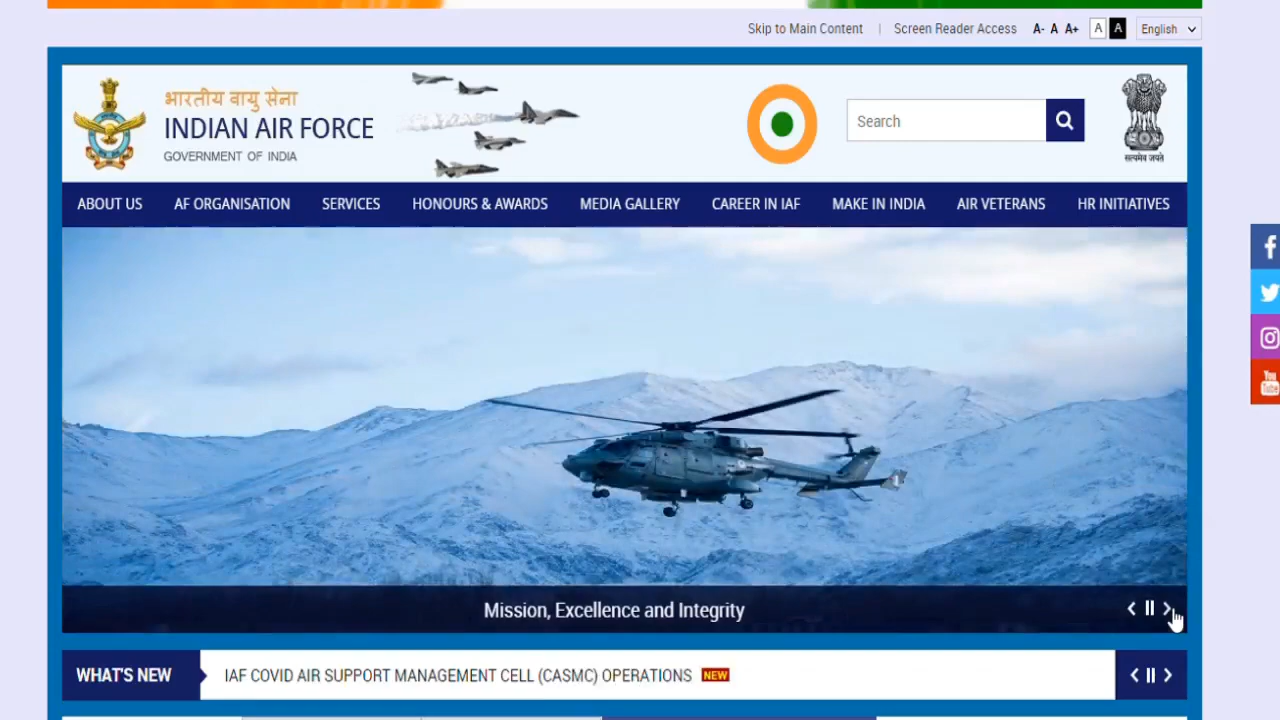 Skip to Main Content | Screen Reader Access A- A A+ A A English
भारतीय वायु सेना
INDIAN AIR FORCE
GOVERNMENT OF INDIA
Search
सत्यमेव जयते
ABOUT US AF ORGANISATION SERVICES HONOURS & AWARDS MEDIA GALLERY CAREER IN IAF MAKE IN INDIA AIR VETERANS HR INITIATIVES
Mission, Excellence and Integrity
WHAT'S NEW IAF COVID AIR SUPPORT MANAGEMENT CELL (CASMC) OPERATIONS NEW
You